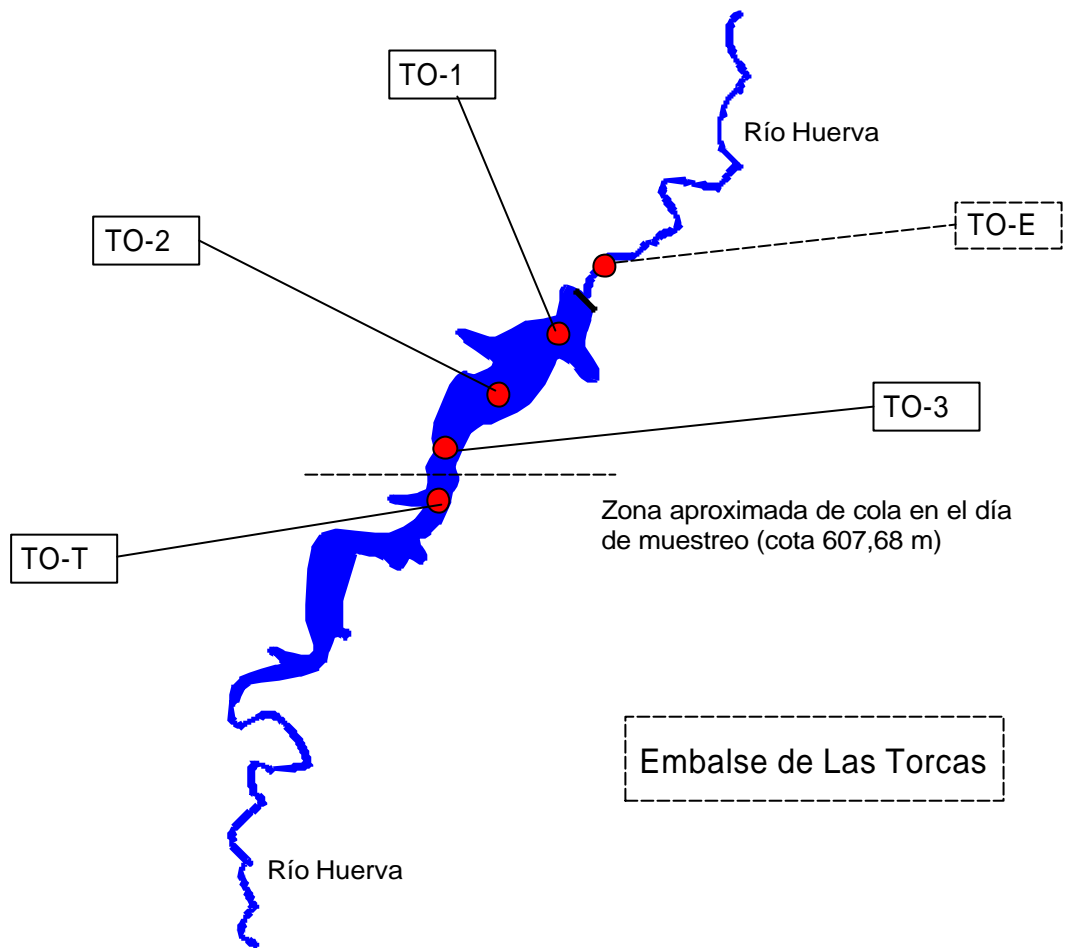 TO-1
Río Huerva
TO-E
TO-2
TO-3
Zona aproximada de cola en el día
de muestreo (cota 607,68 m)
TO-T
Embalse de Las Torcas
Río Huerva